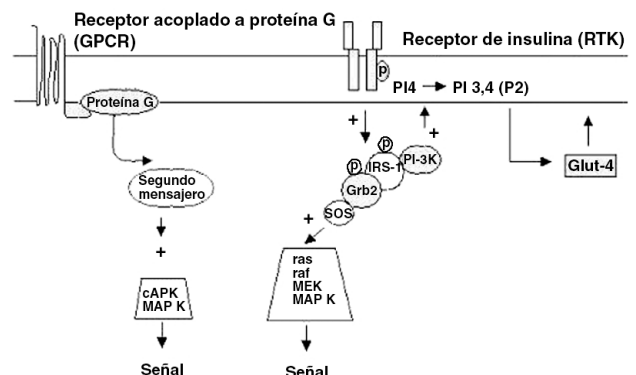 Receptor acoplado a proteína G
(GPCR)
Receptor de insulina (RTK)
p
PI4 PI 3,4 (P2)
Proteína G
+
+
p
p
IRS-1
PI-3K
Glut-4
Grb2
SOS
Segundo
mensajero
+
+
ras
raf
MEK
MAP K
cAPK
MAP K
Señal
Señal